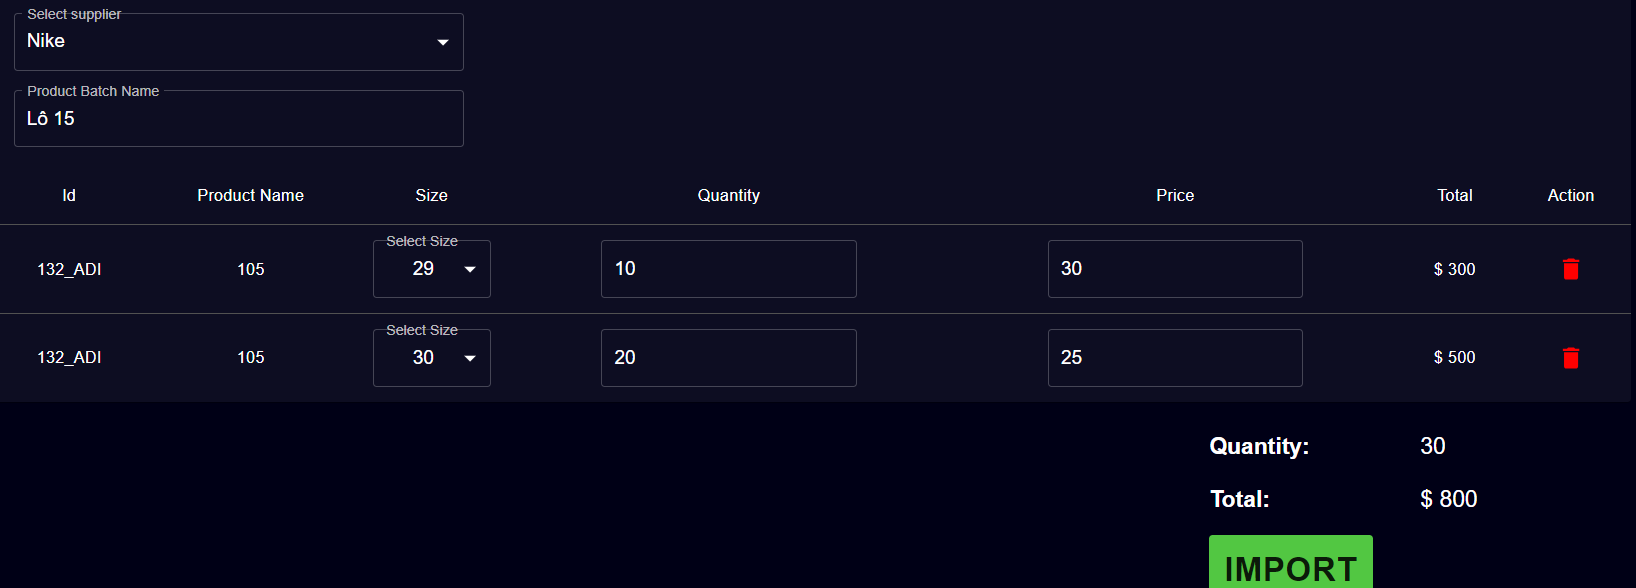 Select supplier
Nike
Product Batch Name
Lô 15
Id Product Name Size Quantity Price Total Action
Select Size
132_ADI 105 29 10 30 $ 300
Select Size
132_ADI 105 30 20 25 $ 500
Quantity: 30
Total: $ 800
IMPORT